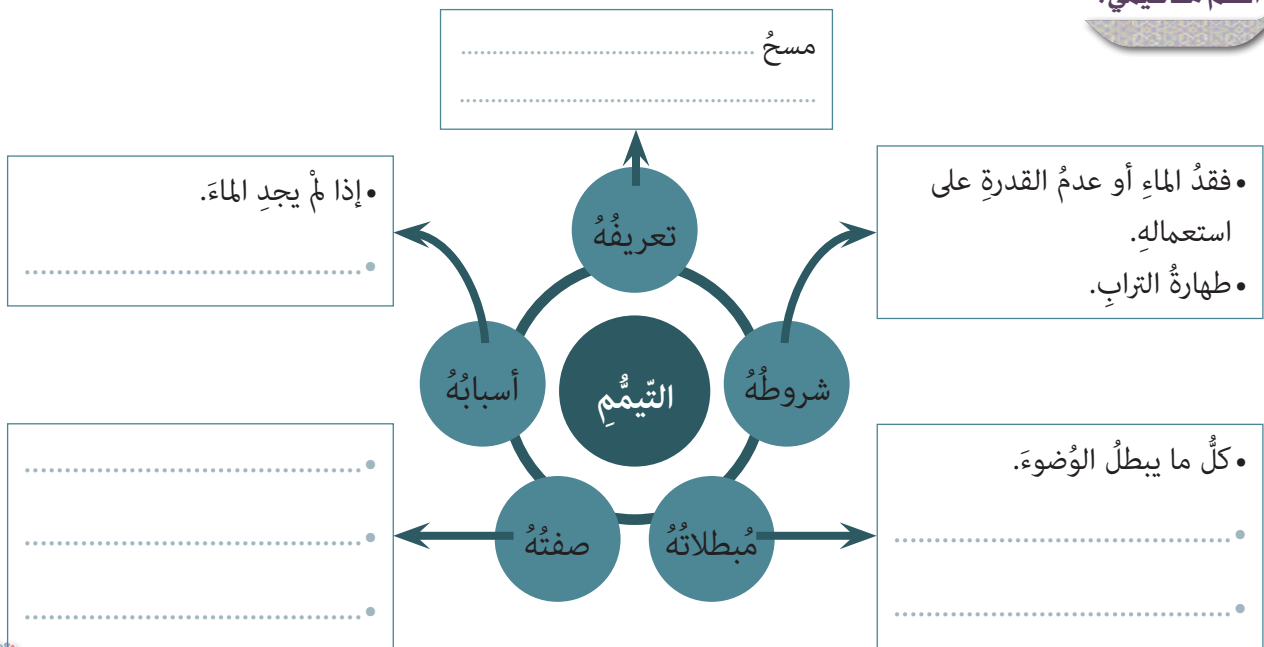 مسحُ ........................................
........................................
• فقدُ الماءِ أو عدمُ القدرةِ على
استعمالهِ.
• طهارةُ الترابِ.
• إذا لمْ يجدِ الماءَ.
• ........................................
تعريفُهُ
شروطُهُ
أسبابُهُ
التّيمُّمِ
مُبطلاتُهُ
صفتُهُ
• كلُّ ما يبطلُ الوُضوءَ.
• ........................................
• ........................................
• ........................................
• ........................................
• ........................................